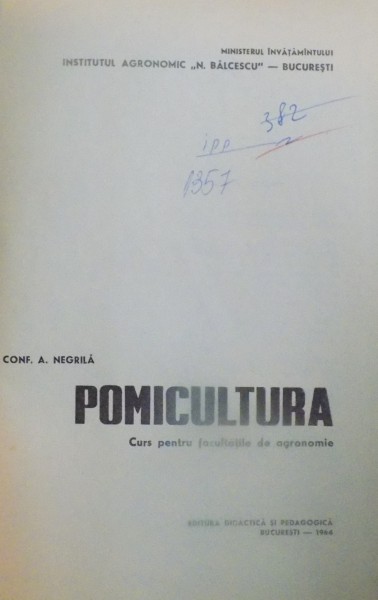 MINISTERUL ÎNVĂȚĂMÎNTULUI
INSTITUTUL AGRONOMIC „N. BĂLCESCU” — BUCUREȘTI
382
ipp
1357
CONF. A. NEGRILĂ
POMICULTURA
Curs pentru facultățile de agronomie
EDITURA DIDACTICĂ ȘI PEDAGOGICĂ
BUCUREȘTI — 1964